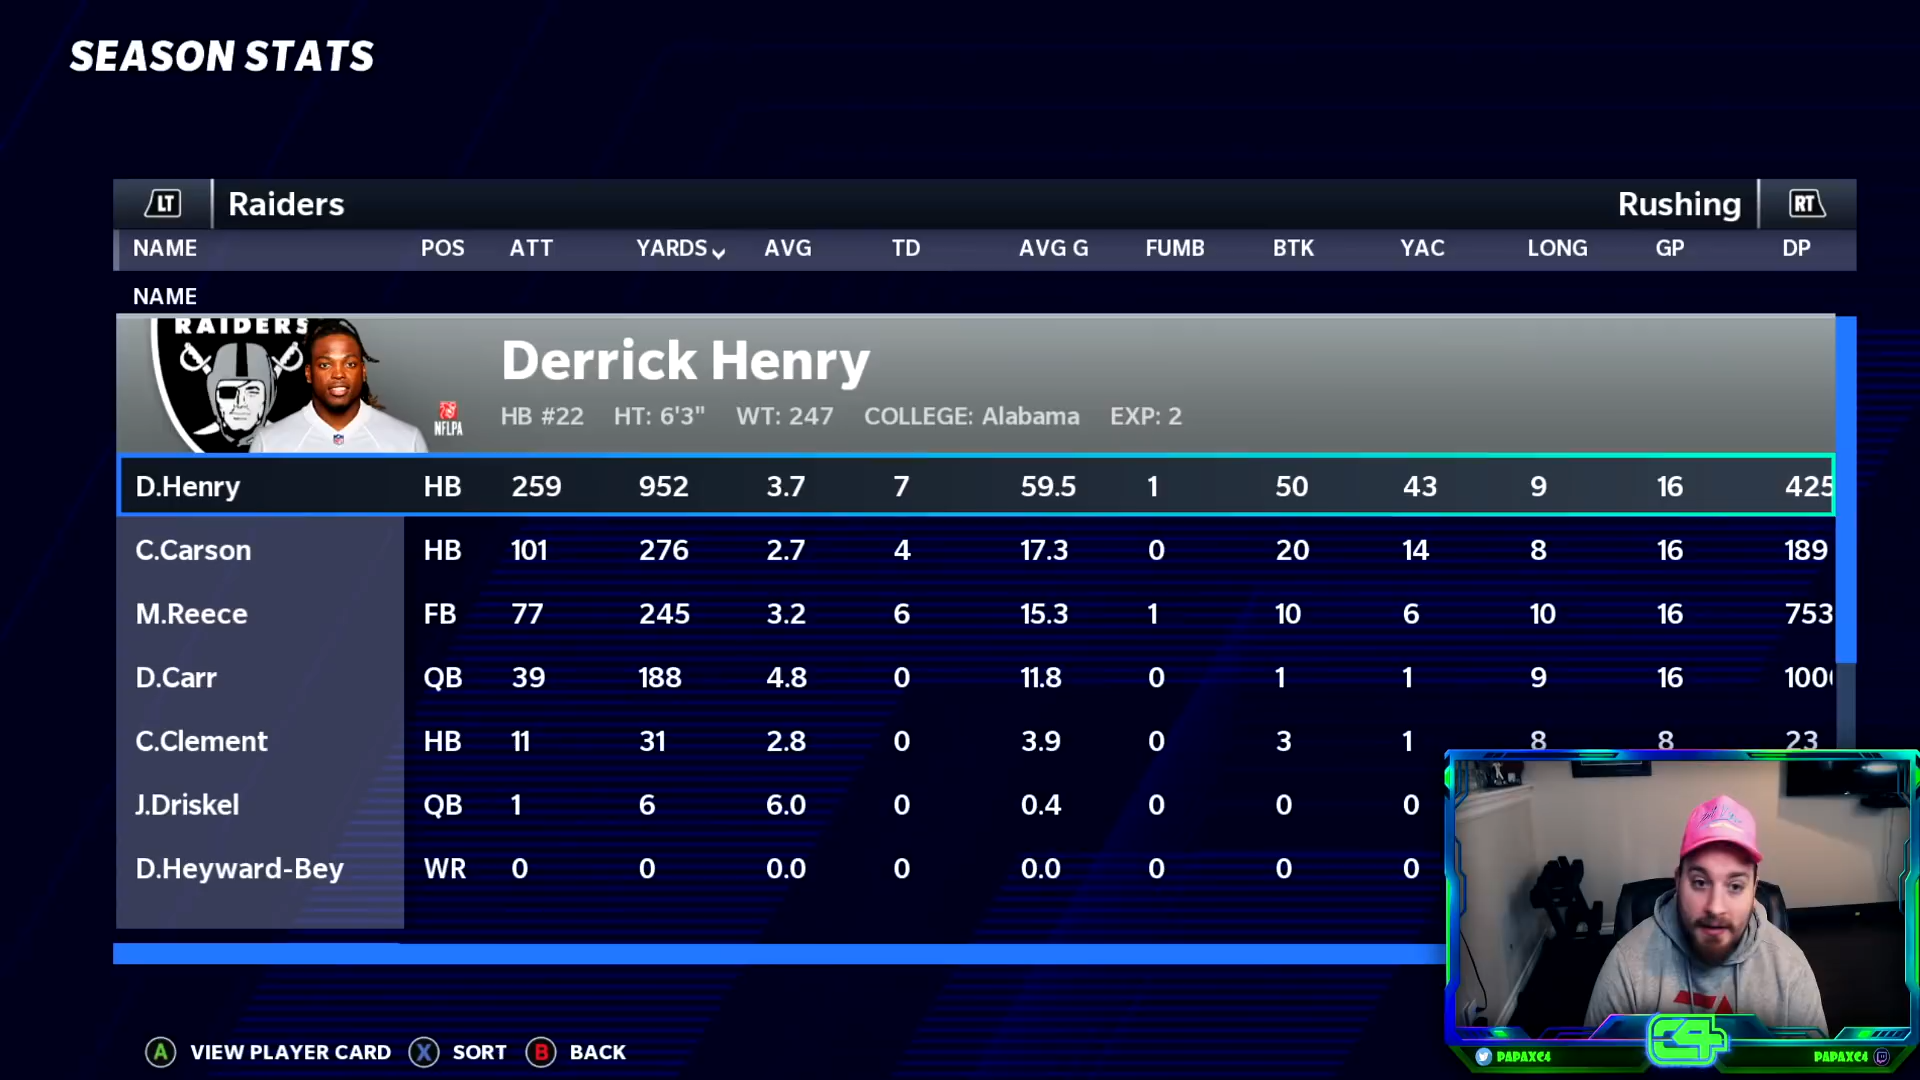 SEASON STATS
LT Raiders Rushing RT
NAME POS ATT YARDS AVG TD AVG G FUMB BTK YAC LONG GP DP
NAME
RAIDERS
Derrick Henry
NFLPA HB #22 HT: 6'3" WT: 247 COLLEGE: Alabama EXP: 2
D.Henry HB 259 952 3.7 7 59.5 1 50 43 9 16 425
C.Carson HB 101 276 2.7 4 17.3 0 20 14 8 16 189
M.Reece FB 77 245 3.2 6 15.3 1 10 6 10 16 753
D.Carr QB 39 188 4.8 0 11.8 0 1 1 9 16 100
C.Clement HB 11 31 2.8 0 3.9 0 3 1 8 8 23
J.Driskel QB 1 6 6.0 0 0.4 0 0 0
D.Heyward-Bey WR 0 0 0.0 0 0.0 0 0 0
A VIEW PLAYER CARD X SORT B BACK
C4
PAPAXC4 PAPAXC4